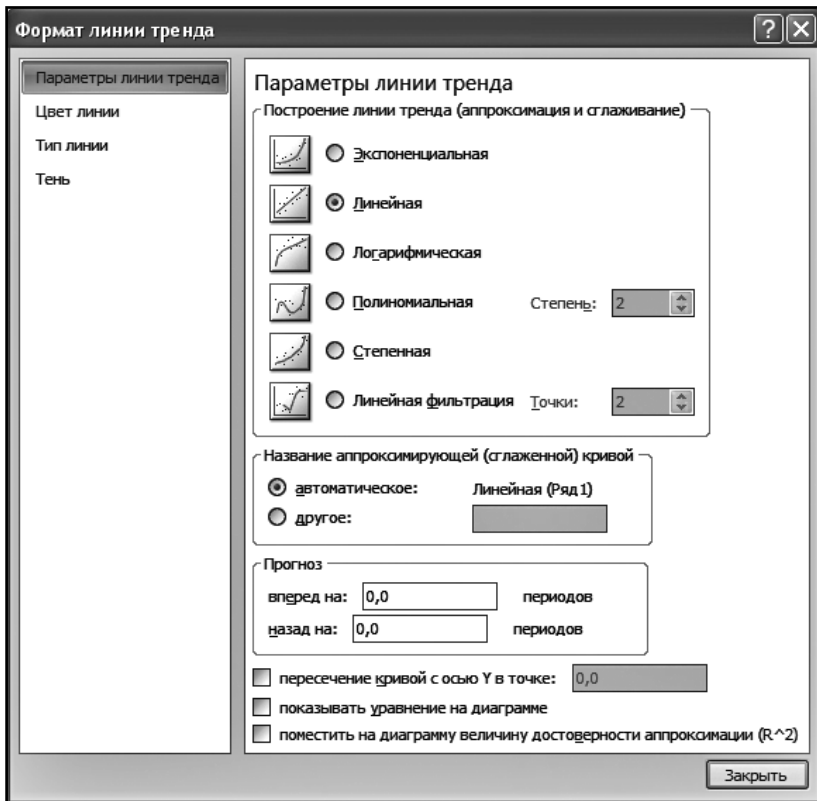 Формат линии тренда
Параметры линии тренда
Цвет линии
Тип линии
Тень
Параметры линии тренда
Построение линии тренда (аппроксимация и сглаживание)
Экспоненциальная
Линейная
Логарифмическая
Полиномиальная Степень: 2
Степенная
Линейная фильтрация Точки: 2
Название аппроксимирующей (сглаженной) кривой
автоматическое: Линейная (Ряд1)
другое:
Прогноз
вперед на: 0,0 периодов
назад на: 0,0 периодов
пересечение кривой с осью Y в точке: 0,0
показывать уравнение на диаграмме
поместить на диаграмму величину достоверности аппроксимации (R^2)
Закрыть